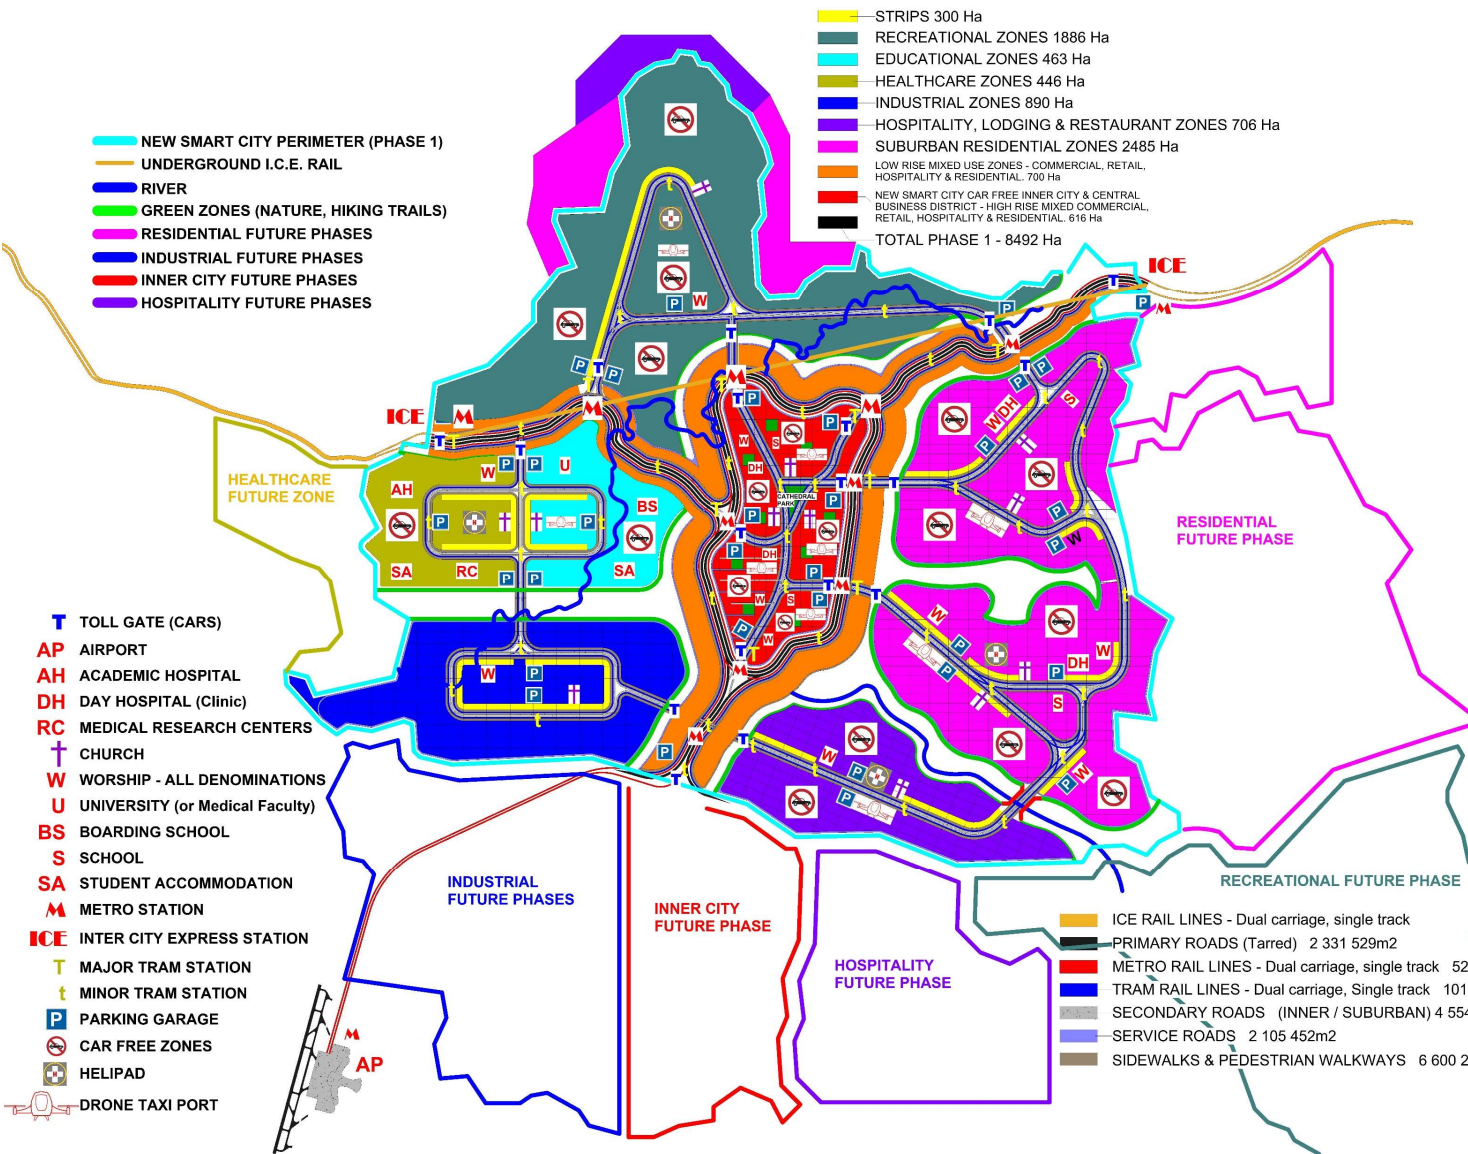 STRIPS 300 Ha
RECREATIONAL ZONES 1886 Ha
EDUCATIONAL ZONES 463 Ha
HEALTHCARE ZONES 446 Ha
INDUSTRIAL ZONES 890 Ha
HOSPITALITY, LODGING & RESTAURANT ZONES 706 Ha
SUBURBAN RESIDENTIAL ZONES 2485 Ha
LOW RISE MIXED USE ZONES - COMMERCIAL, RETAIL,
HOSPITALITY & RESIDENTIAL. 700 Ha
NEW SMART CITY CAR FREE INNER CITY & CENTRAL
BUSINESS DISTRICT - HIGH RISE MIXED COMMERCIAL,
RETAIL, HOSPITALITY & RESIDENTIAL. 616 Ha
TOTAL PHASE 1 - 8492 Ha
NEW SMART CITY PERIMETER (PHASE 1)
UNDERGROUND I.C.E. RAIL
RIVER
GREEN ZONES (NATURE, HIKING TRAILS)
RESIDENTIAL FUTURE PHASES
INDUSTRIAL FUTURE PHASES
INNER CITY FUTURE PHASES
HOSPITALITY FUTURE PHASES
ICE
ICE
HEALTHCARE
FUTURE ZONE
AH
W
U
BS
SA
RC
SA
W
W
DH
CATHEDRAL
PARK
DH
W
S
W
S
W
W
DH
S
W
RESIDENTIAL
FUTURE PHASE
W
W
DH
S
W
W
T TOLL GATE (CARS)
AP AIRPORT
AH ACADEMIC HOSPITAL
DH DAY HOSPITAL (Clinic)
RC MEDICAL RESEARCH CENTERS
CHURCH
W WORSHIP - ALL DENOMINATIONS
U UNIVERSITY (or Medical Faculty)
BS BOARDING SCHOOL
S SCHOOL
SA STUDENT ACCOMMODATION
M METRO STATION
ICE INTER CITY EXPRESS STATION
T MAJOR TRAM STATION
t MINOR TRAM STATION
P PARKING GARAGE
CAR FREE ZONES
HELIPAD
DRONE TAXI PORT
M
AP
INDUSTRIAL
FUTURE PHASES
INNER CITY
FUTURE PHASE
HOSPITALITY
FUTURE PHASE
RECREATIONAL FUTURE PHASE
ICE RAIL LINES - Dual carriage, single track
PRIMARY ROADS (Tarred) 2 331 529m2
METRO RAIL LINES - Dual carriage, single track 52
TRAM RAIL LINES - Dual carriage, Single track 101
SECONDARY ROADS (INNER / SUBURBAN) 4 554
SERVICE ROADS 2 105 452m2
SIDEWALKS & PEDESTRIAN WALKWAYS 6 600 2